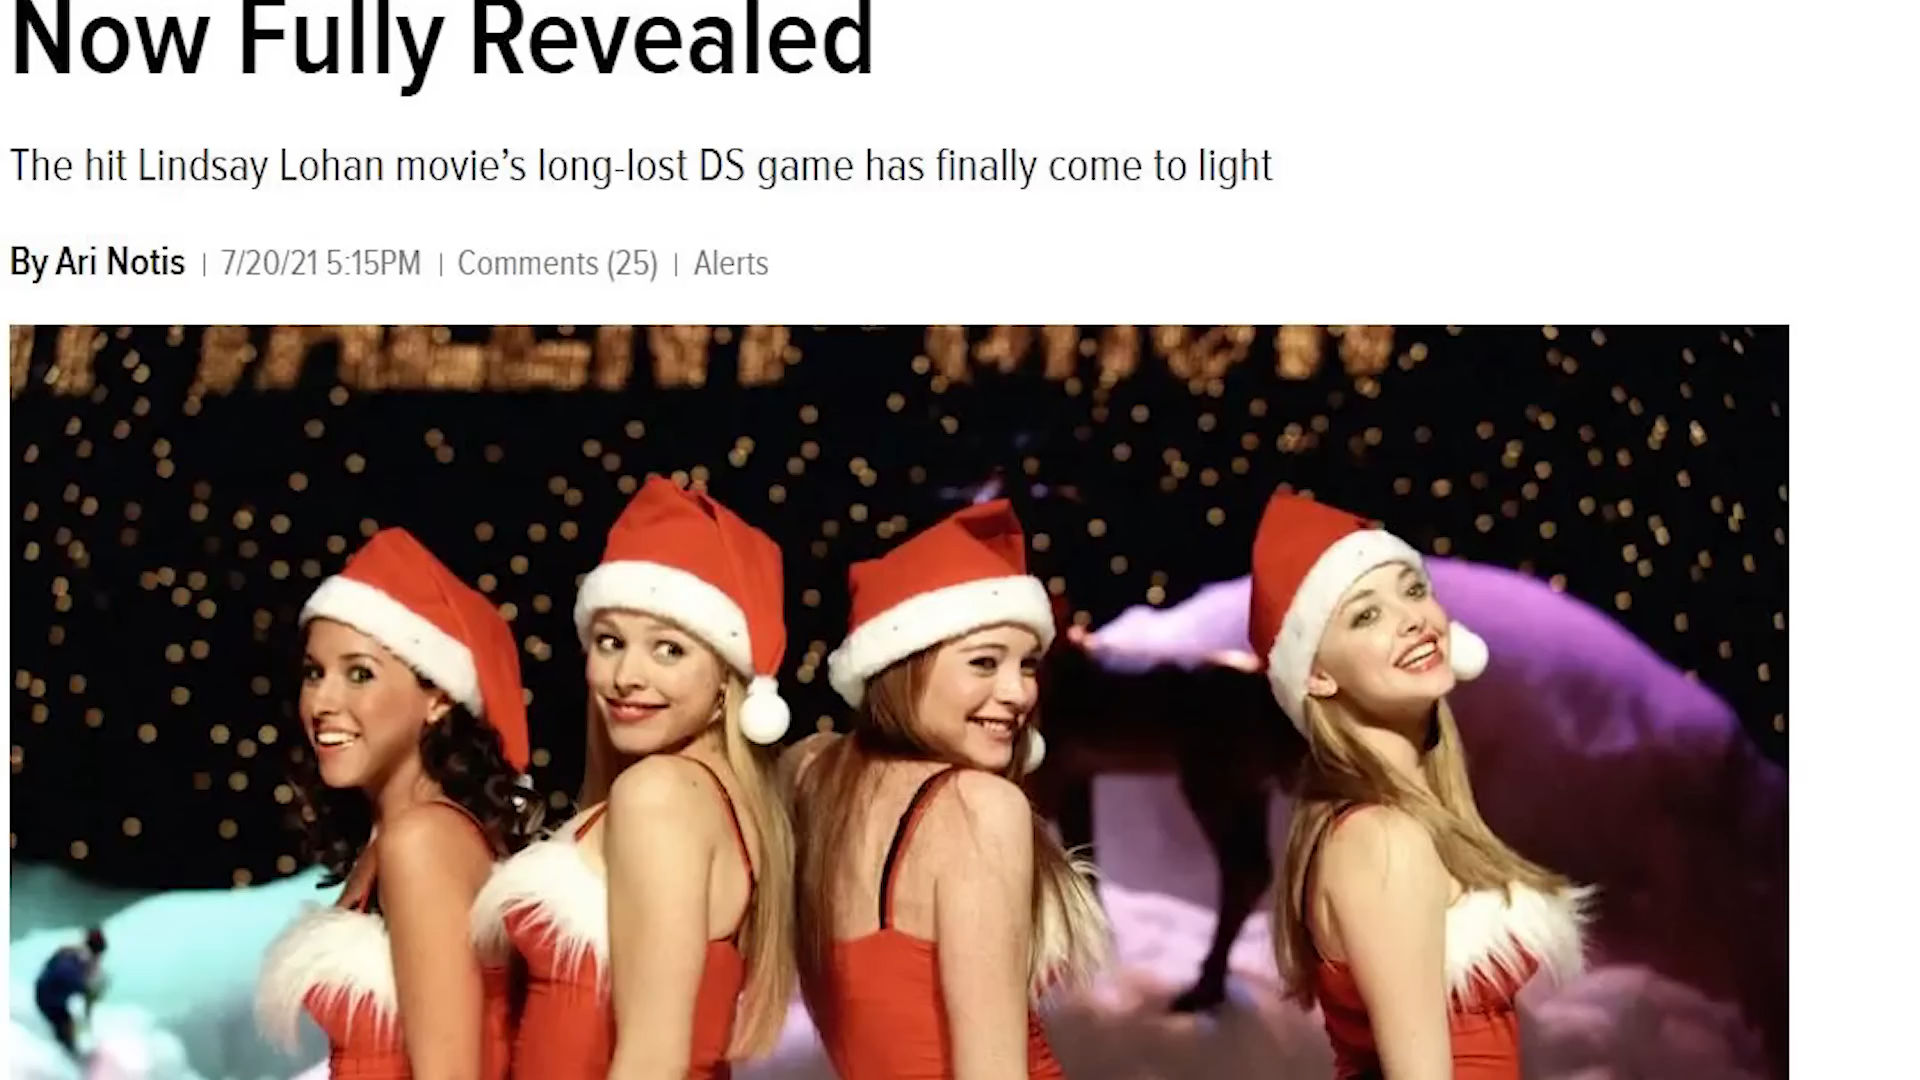 Now Fully Revealed
The hit Lindsay Lohan movie’s long-lost DS game has finally come to light
By Ari Notis | 7/20/21 5:15PM | Comments (25) | Alerts